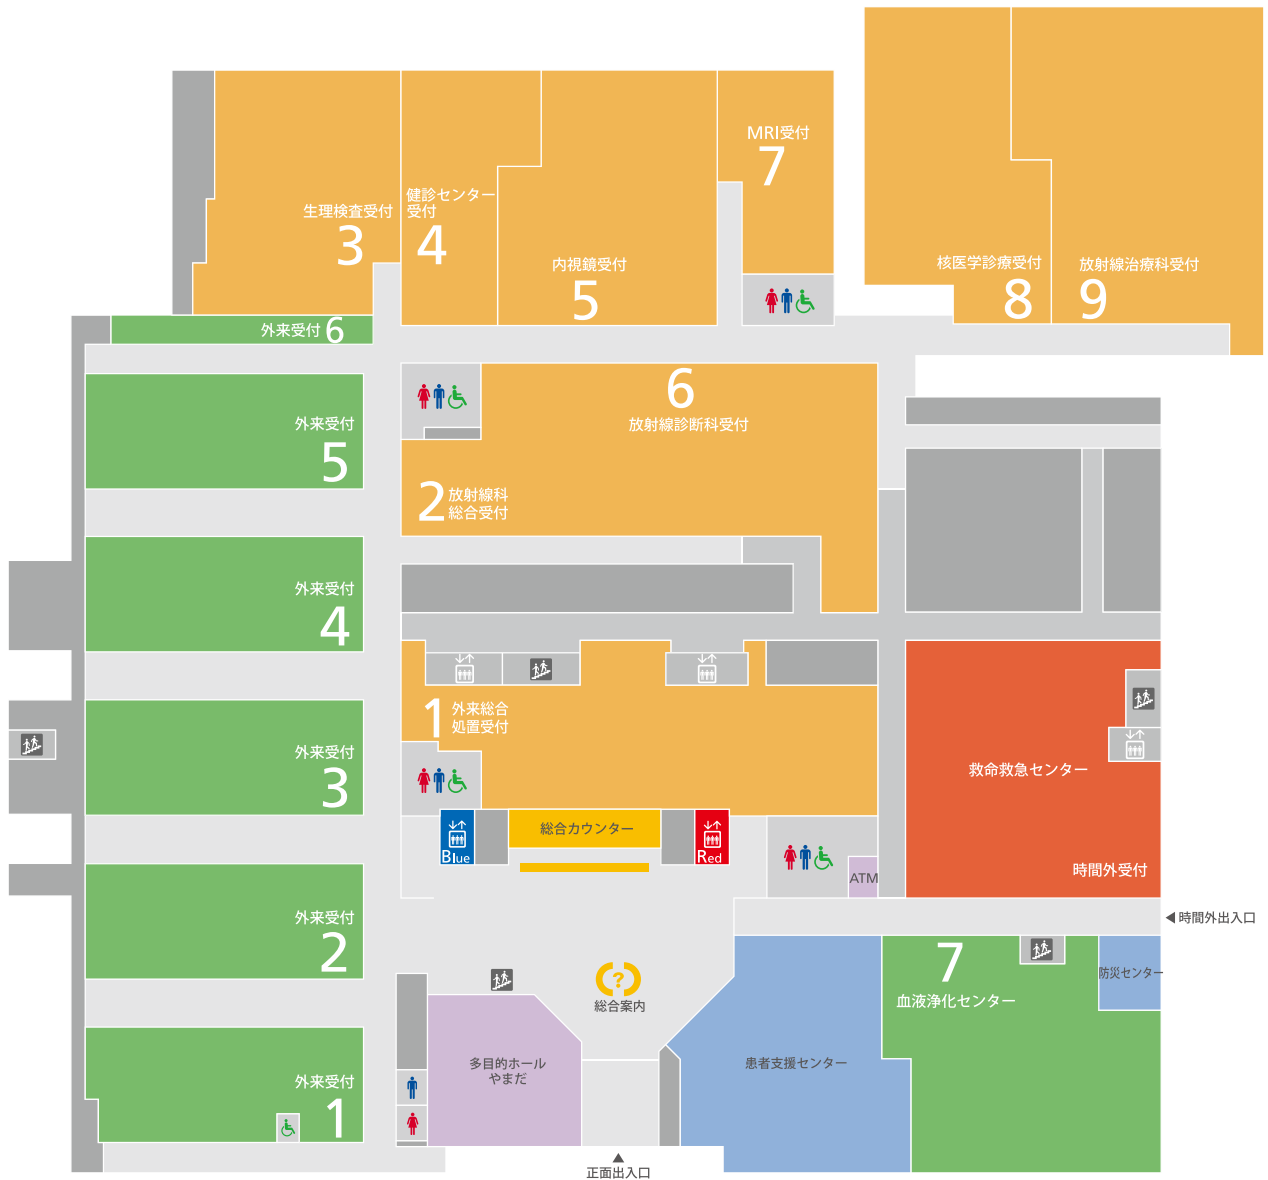 MRI受付
7
生理検査受付
3
健診センター
受付
4
内視鏡受付
5
核医学診療受付
8
放射線治療科受付
9
外来受付 6
外来受付
5
6
放射線診断科受付
2 放射線科
総合受付
外来受付
4
1 外来総合
処置受付
外来受付
3
救命救急センター
時間外受付
総合カウンター
Blue
Red
ATM
外来受付
2
時間外出入口
7
血液浄化センター
防災センター
総合案内
多目的ホール
やまだ
患者支援センター
外来受付
1
正面出入口